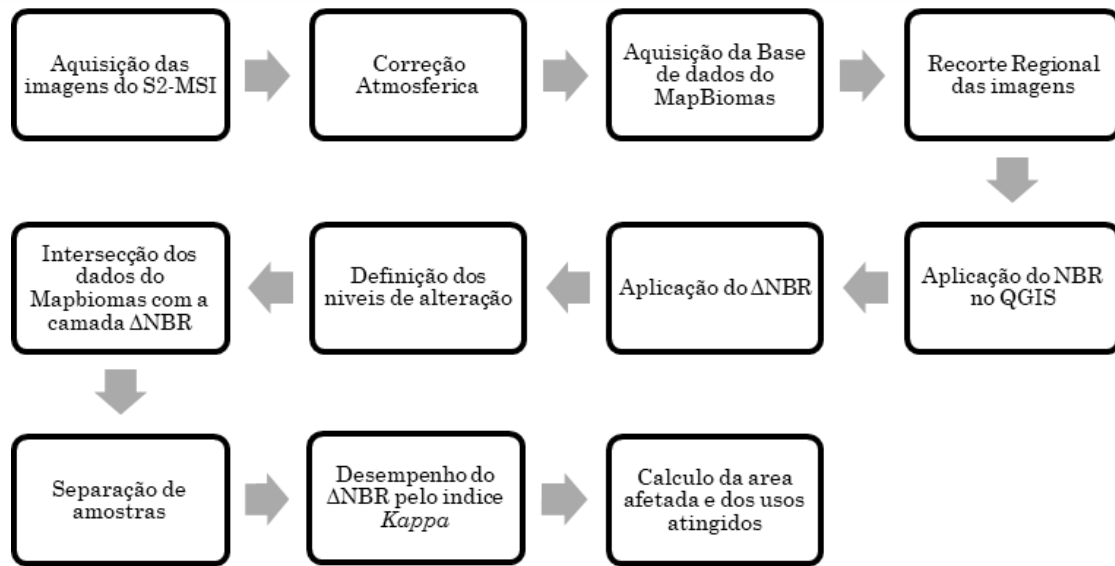 Aquisição das
imagens do S2-MSI
Correção
Atmosferica
Aquisição da Base
de dados do
MapBiomas
Recorte Regional
das imagens
Aplicação do NBR
no QGIS
Aplicação do ΔNBR
Definição dos
niveis de alteração
Intersecção dos
dados do
Mapbiomas com a
camada ΔNBR
Separação de
amostras
Desempenho do
ΔNBR pelo indice
Kappa
Calculo da area
afetada e dos usos
atingidos